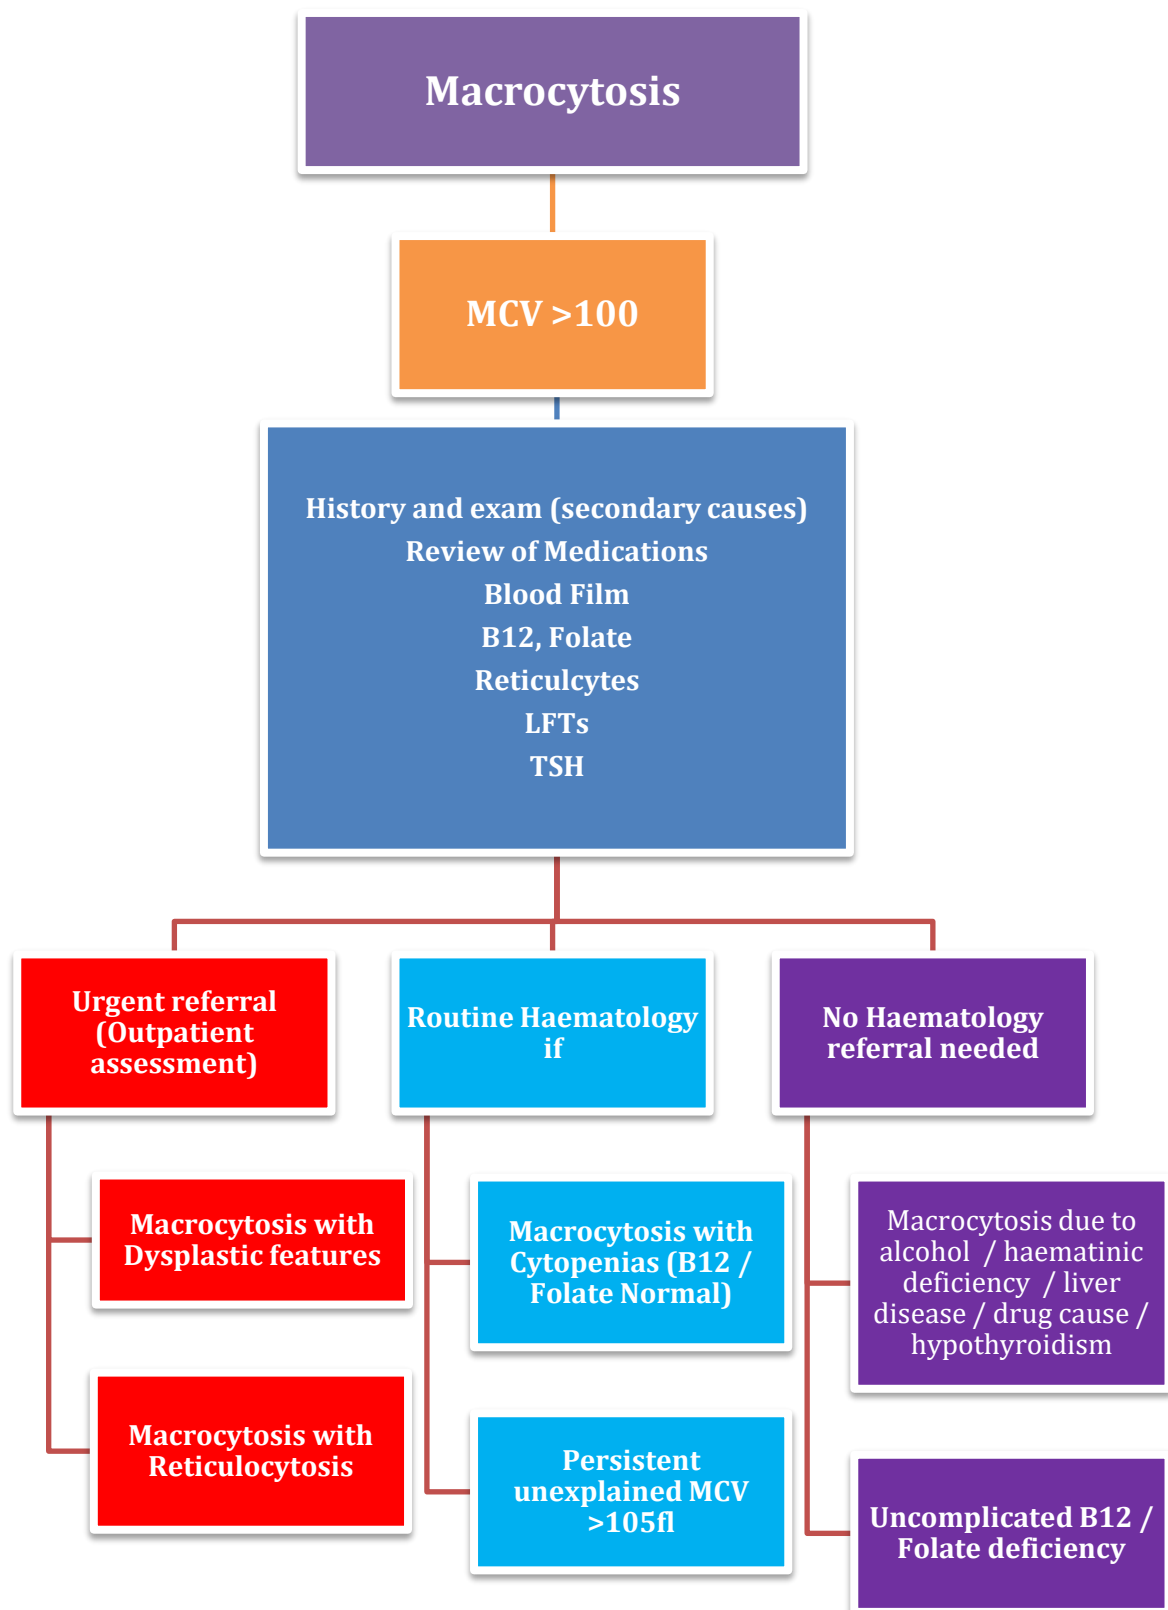 Macrocytosis
MCV >100
History and exam (secondary causes)
Review of Medications
Blood Film
B12, Folate
Reticulcytes
LFTs
TSH
Urgent referral
(Outpatient
assessment)
Macrocytosis with
Dysplastic features
Macrocytosis with
Reticulocytosis
Routine Haematology
if
Macrocytosis with
Cytopenias (B12 /
Folate Normal)
Persistent
unexplained MCV
>105fl
No Haematology
referral needed
Macrocytosis due to
alcohol / haematinic
deficiency / liver
disease / drug cause /
hypothyroidism
Uncomplicated B12 /
Folate deficiency